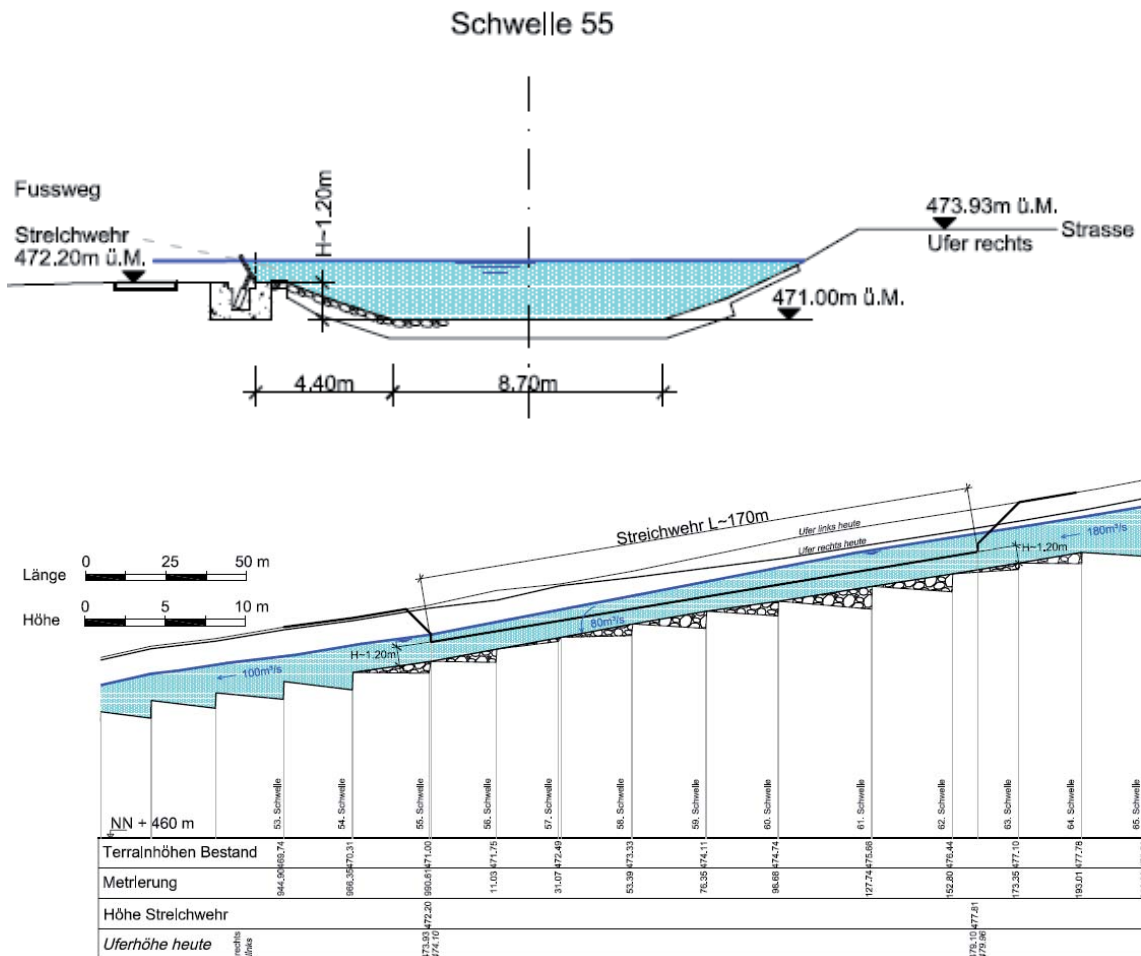 Schwelle 55
Fussweg
Streichwehr
472.20m ü.M.
H~1.20m
473.93m ü.M.
Ufer rechts
Strasse
471.00m ü.M.
4.40m
8.70m
Streichwehr L~170m
Ufer links heute
Ufer rechts heute
180m³/s
H~1.20m
80m³/s
H~1.20m
100m³/s
Länge 0 25 50 m
Höhe 0 5 10 m
53. Schwelle
54. Schwelle
55. Schwelle
56. Schwelle
57. Schwelle
58. Schwelle
59. Schwelle
60. Schwelle
61. Schwelle
62. Schwelle
63. Schwelle
64. Schwelle
65. Schwelle
NN + 460 m
Terrainhöhen Bestand 469.74 470.31 471.00 471.75 472.49 473.33 474.11 474.74 475.66 476.44 477.10 477.78
Metrierung 944.90 966.35 990.61 11.03 31.07 53.39 76.35 96.68 127.74 152.80 173.35 193.01
Höhe Streichwehr 472.20 477.81
Uferhöhe heute rechts 473.93 479.10
links 474.10 479.96